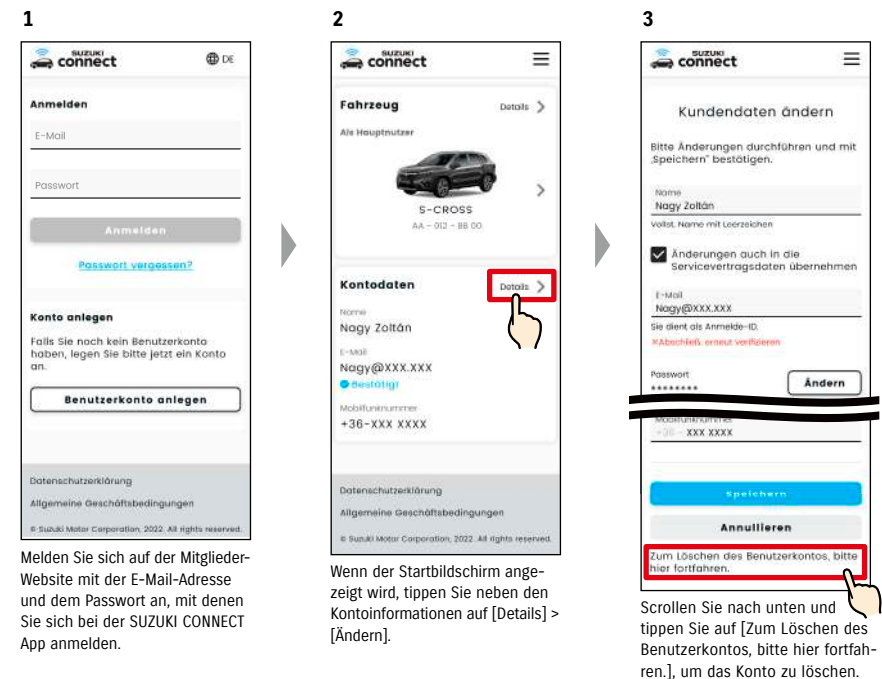 1
SUZUKI
connect
DE
Anmelden
E-Mail
Passwort
Anmelden
Passwort vergessen?
Konto anlegen
Falls Sie noch kein Benutzerkonto
haben, legen Sie bitte jetzt ein Konto
an.
Benutzerkonto anlegen
Datenschutzerklärung
Allgemeine Geschäftsbedingungen
© Suzuki Motor Corporation, 2022. All rights reserved.
Melden Sie sich auf der Mitglieder-
Website mit der E-Mail-Adresse
und dem Passwort an, mit denen
Sie sich bei der SUZUKI CONNECT
App anmelden.
2
SUZUKI
connect
Fahrzeug
Details
Als Hauptnutzer
S-CROSS
AA - 012 - BB 00
Kontodaten
Details
Name
Nagy Zoltán
E-Mail
Nagy@XXX.XXX
Bestätigt
Mobilfunknummer
+36-XXX XXXX
Datenschutzerklärung
Allgemeine Geschäftsbedingungen
© Suzuki Motor Corporation, 2022. All rights reserved.
Wenn der Startbildschirm ange-
zeigt wird, tippen Sie neben den
Kontoinformationen auf [Details] >
[Ändern].
3
SUZUKI
connect
Kundendaten ändern
Bitte Änderungen durchführen und mit
„Speichern" bestätigen.
Name
Nagy Zoltán
Vollst. Name mit Leerzeichen
Änderungen auch in die
Servicevertragsdaten übernehmen
E-Mail
Nagy@XXX.XXX
Sie dient als Anmelde-ID.
※Abschließ. erneut verifizieren
Passwort
********
Ändern
Mobilfunknummer
+36 - XXX XXXX
Speichern
Annullieren
Zum Löschen des Benutzerkontos, bitte
hier fortfahren.
Scrollen Sie nach unten und
tippen Sie auf [Zum Löschen des
Benutzerkontos, bitte hier fortfah-
ren.], um das Konto zu löschen.